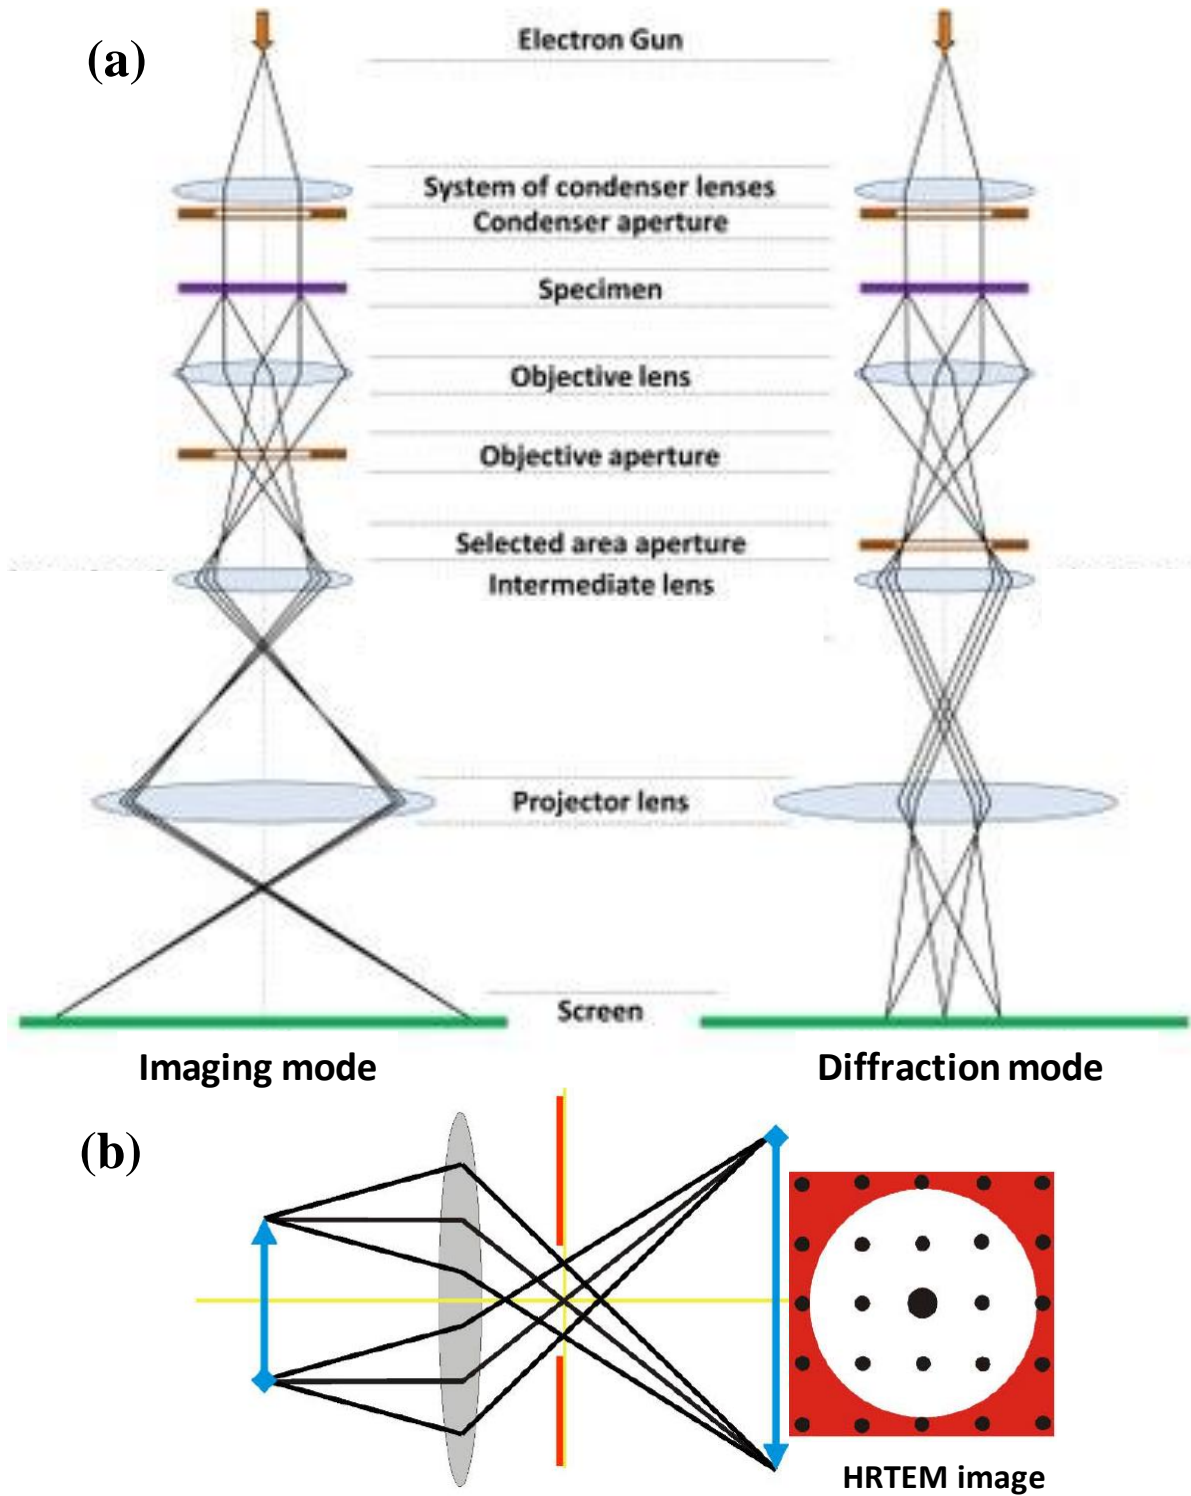 (a)
Electron Gun
System of condenser lenses
Condenser aperture
Specimen
Objective lens
Objective aperture
Selected area aperture
Intermediate lens
Projector lens
Screen
Imaging mode
Diffraction mode
(b)
HRTEM image